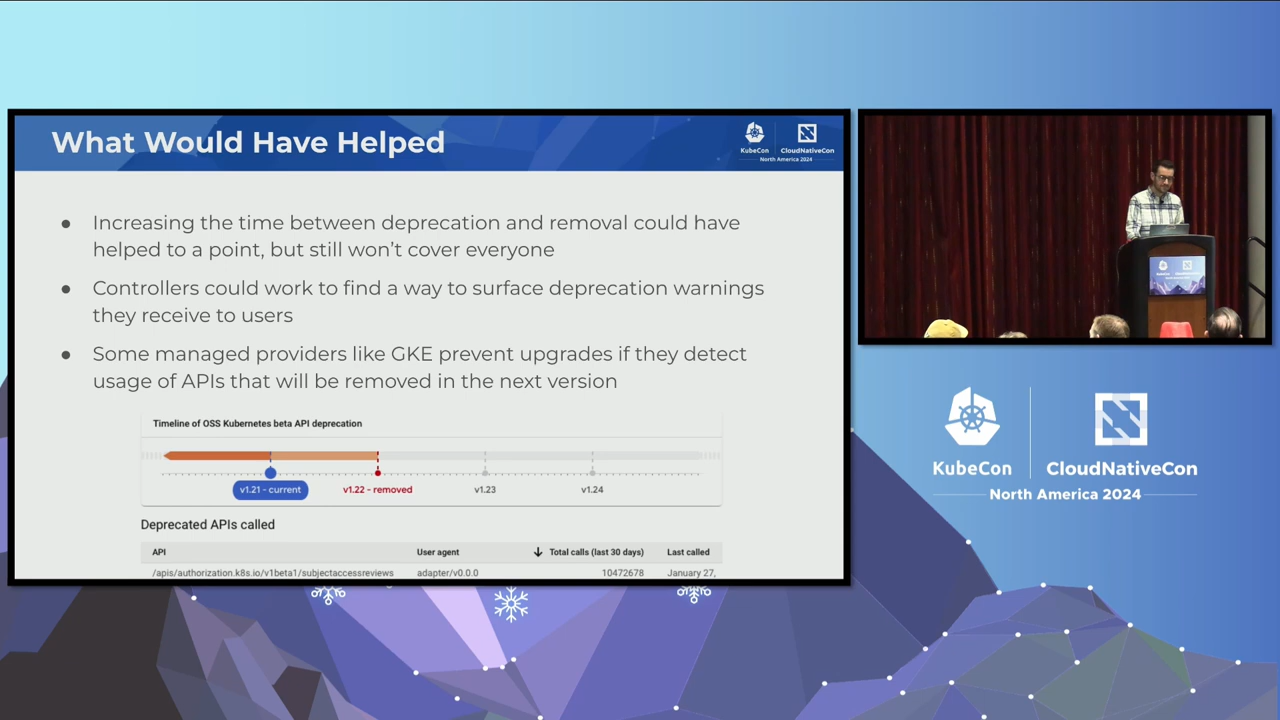 What Would Have Helped
KubeCon
CloudNativeCon
North America 2024
● Increasing the time between deprecation and removal could have
helped to a point, but still won’t cover everyone
● Controllers could work to find a way to surface deprecation warnings
they receive to users
● Some managed providers like GKE prevent upgrades if they detect
usage of APIs that will be removed in the next version
Timeline of OSS Kubernetes beta API deprecation
v1.21 - current
v1.22 - removed
v1.23
v1.24
Deprecated APIs called
API User agent ↓ Total calls (last 30 days) Last called
/apis/authorization.k8s.io/v1beta1/subjectaccessreviews adapter/v0.0.0 10472678 January 27,
KubeCon
CloudNativeCon
North America 2024